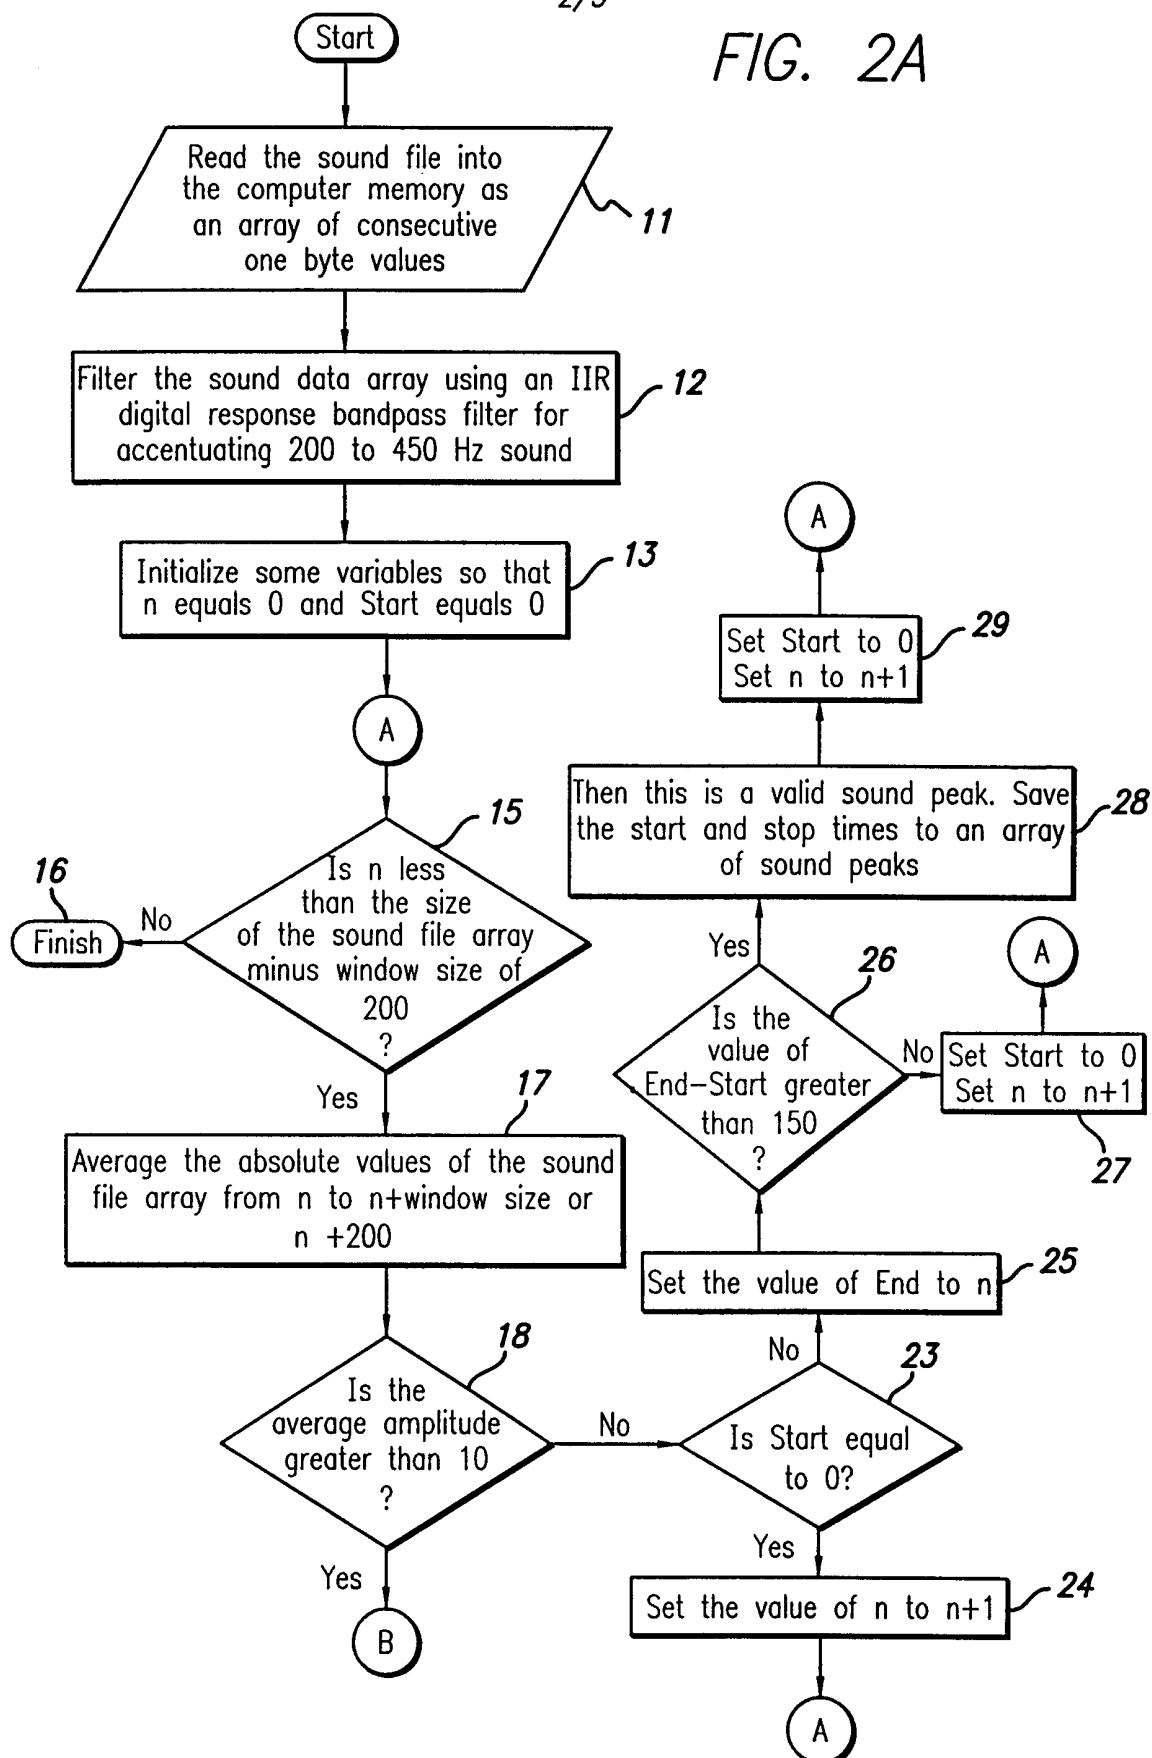 2/5
FIG. 2A
Start
Read the sound file into
the computer memory as
an array of consecutive
one byte values
11
Filter the sound data array using an IIR
digital response bandpass filter for
accentuating 200 to 450 Hz sound
12
Initialize some variables so that
n equals 0 and Start equals 0
13
A
15
Is n less
than the size
of the sound file array
minus window size of
200
?
No
16
Finish
Yes
17
Average the absolute values of the sound
file array from n to n+window size or
n +200
18
Is the
average amplitude
greater than 10
?
Yes
B
No
23
Is Start equal
to 0?
Yes
24
Set the value of n to n+1
A
No
25
Set the value of End to n
26
Is the
value of
End-Start greater
than 150
?
No
Set Start to 0
Set n to n+1
27
A
Yes
28
Then this is a valid sound peak. Save
the start and stop times to an array
of sound peaks
29
Set Start to 0
Set n to n+1
A